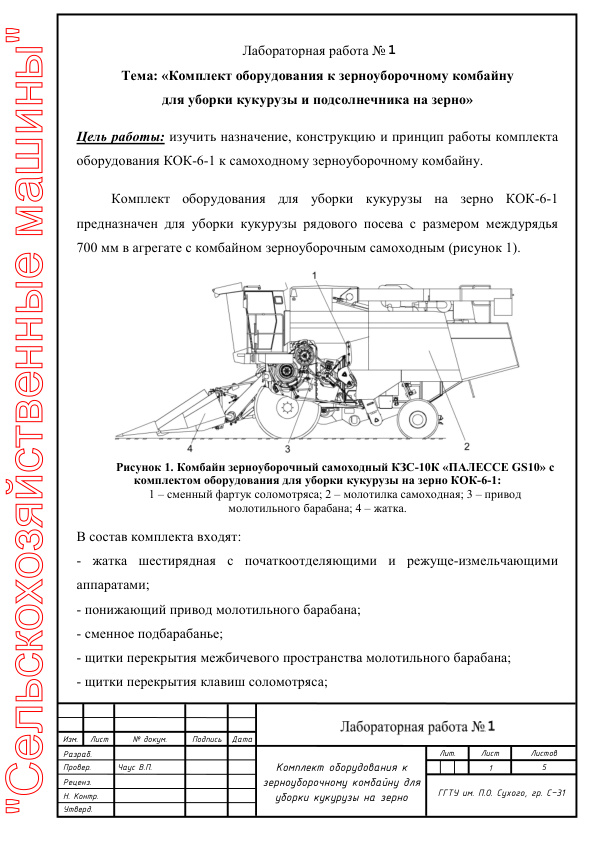 "Сельскохозяйственные машины"
Лабораторная работа № 1
Тема: «Комплект оборудования к зерноуборочному комбайну
для уборки кукурузы и подсолнечника на зерно»
Цель работы: изучить назначение, конструкцию и принцип работы комплекта
оборудования КОК-6-1 к самоходному зерноуборочному комбайну.
Комплект оборудования для уборки кукурузы на зерно КОК-6-1
предназначен для уборки кукурузы рядового посева с размером междурядья
700 мм в агрегате с комбайном зерноуборочным самоходным (рисунок 1).
1
4
3
2
Рисунок 1. Комбайн зерноуборочный самоходный КЗС-10К «ПАЛЕССЕ GS10» с
комплектом оборудования для уборки кукурузы на зерно КОК-6-1:
1 – сменный фартук соломотряса; 2 – молотилка самоходная; 3 – привод
молотильного барабана; 4 – жатка.
В состав комплекта входят:
- жатка шестирядная с початкоотделяющими и режуще-измельчающими
аппаратами;
- понижающий привод молотильного барабана;
- сменное подбарабанье;
- щитки перекрытия межбичевого пространства молотильного барабана;
- щитки перекрытия клавиш соломотряса;
Изм. Лист № докум. Подпись Дата
Лабораторная работа № 1
Разраб.
Провер. Чаус В.П.
Реценз.
Н. Контр.
Утверд.
Комплект оборудования к
зерноуборочному комбайну для
уборки кукурузы на зерно
Лит. Лист Листов
1 5
ГГТУ им. П.О. Сухого, гр. С-31